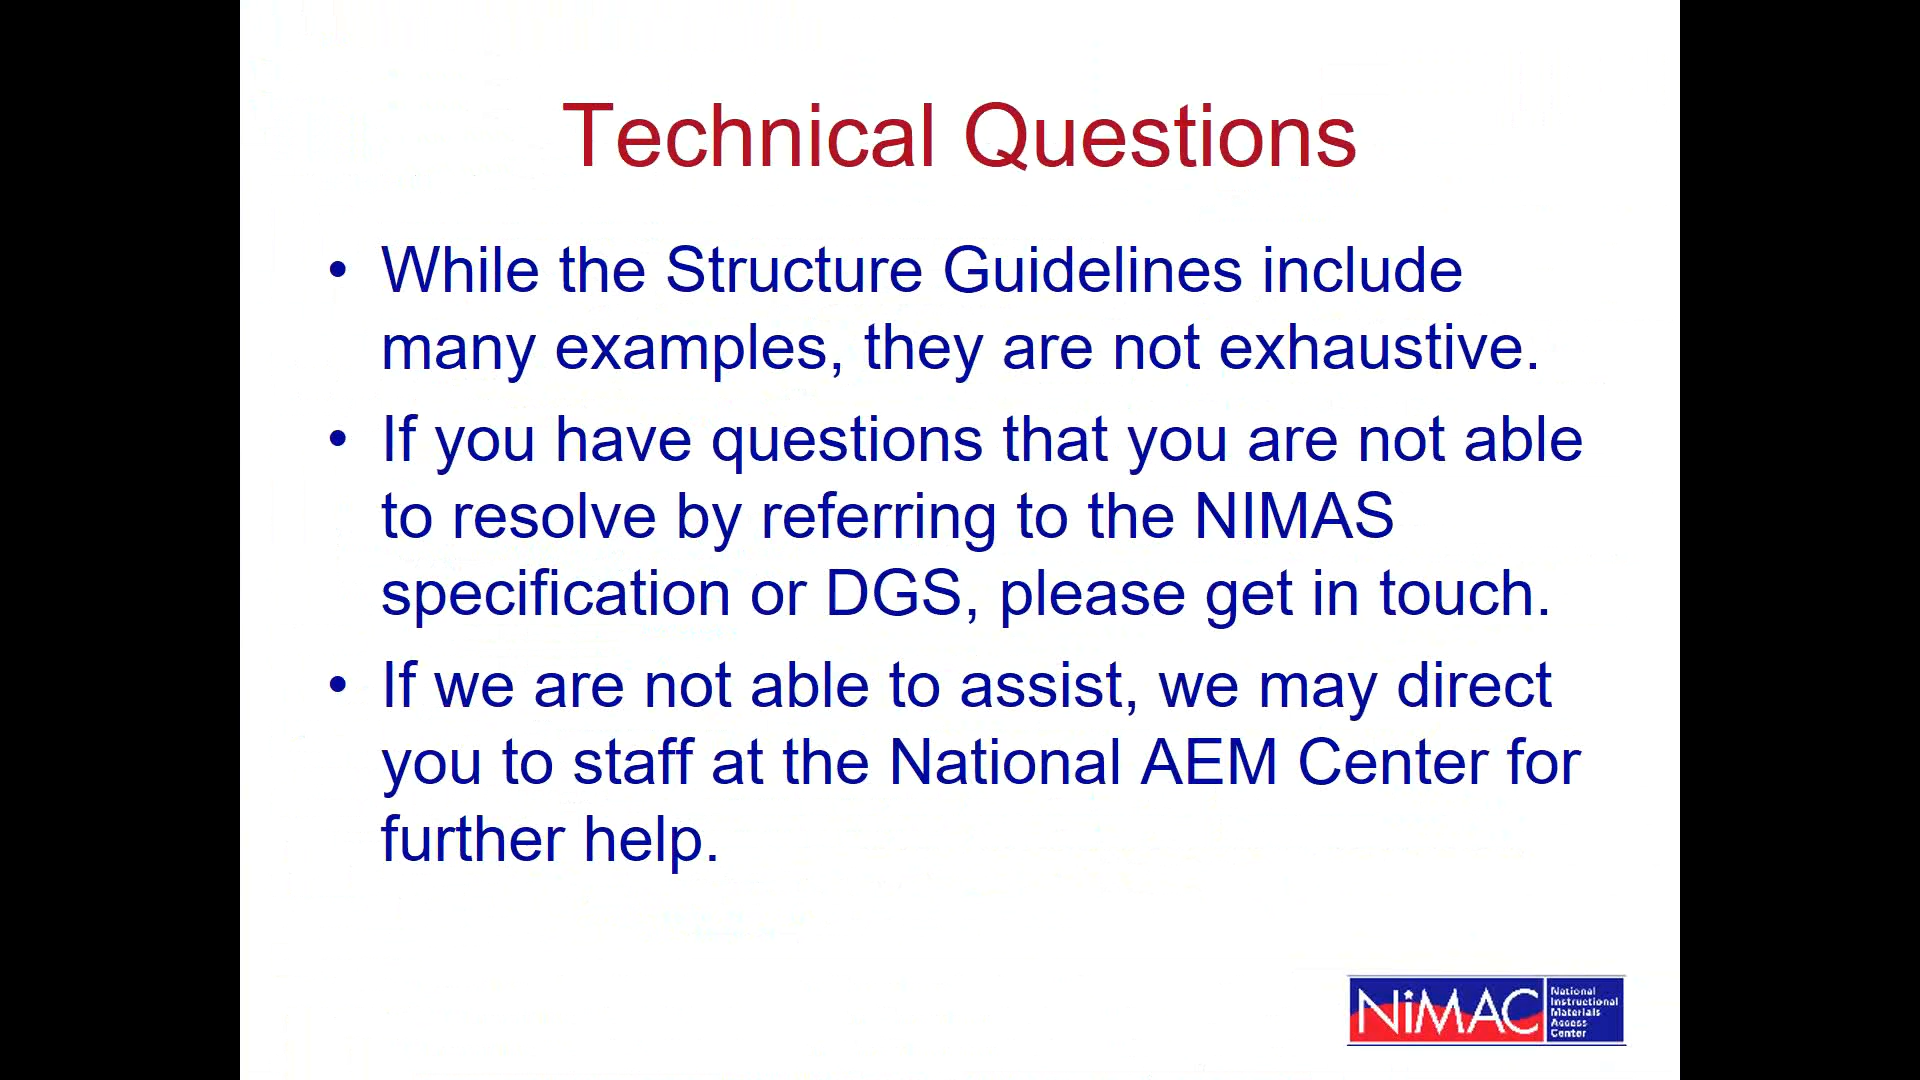 Technical Questions
• While the Structure Guidelines include
many examples, they are not exhaustive.
• If you have questions that you are not able
to resolve by referring to the NIMAS
specification or DGS, please get in touch.
• If we are not able to assist, we may direct
you to staff at the National AEM Center for
further help.
NiMAC
National
Instructional
Materials
Access
Center